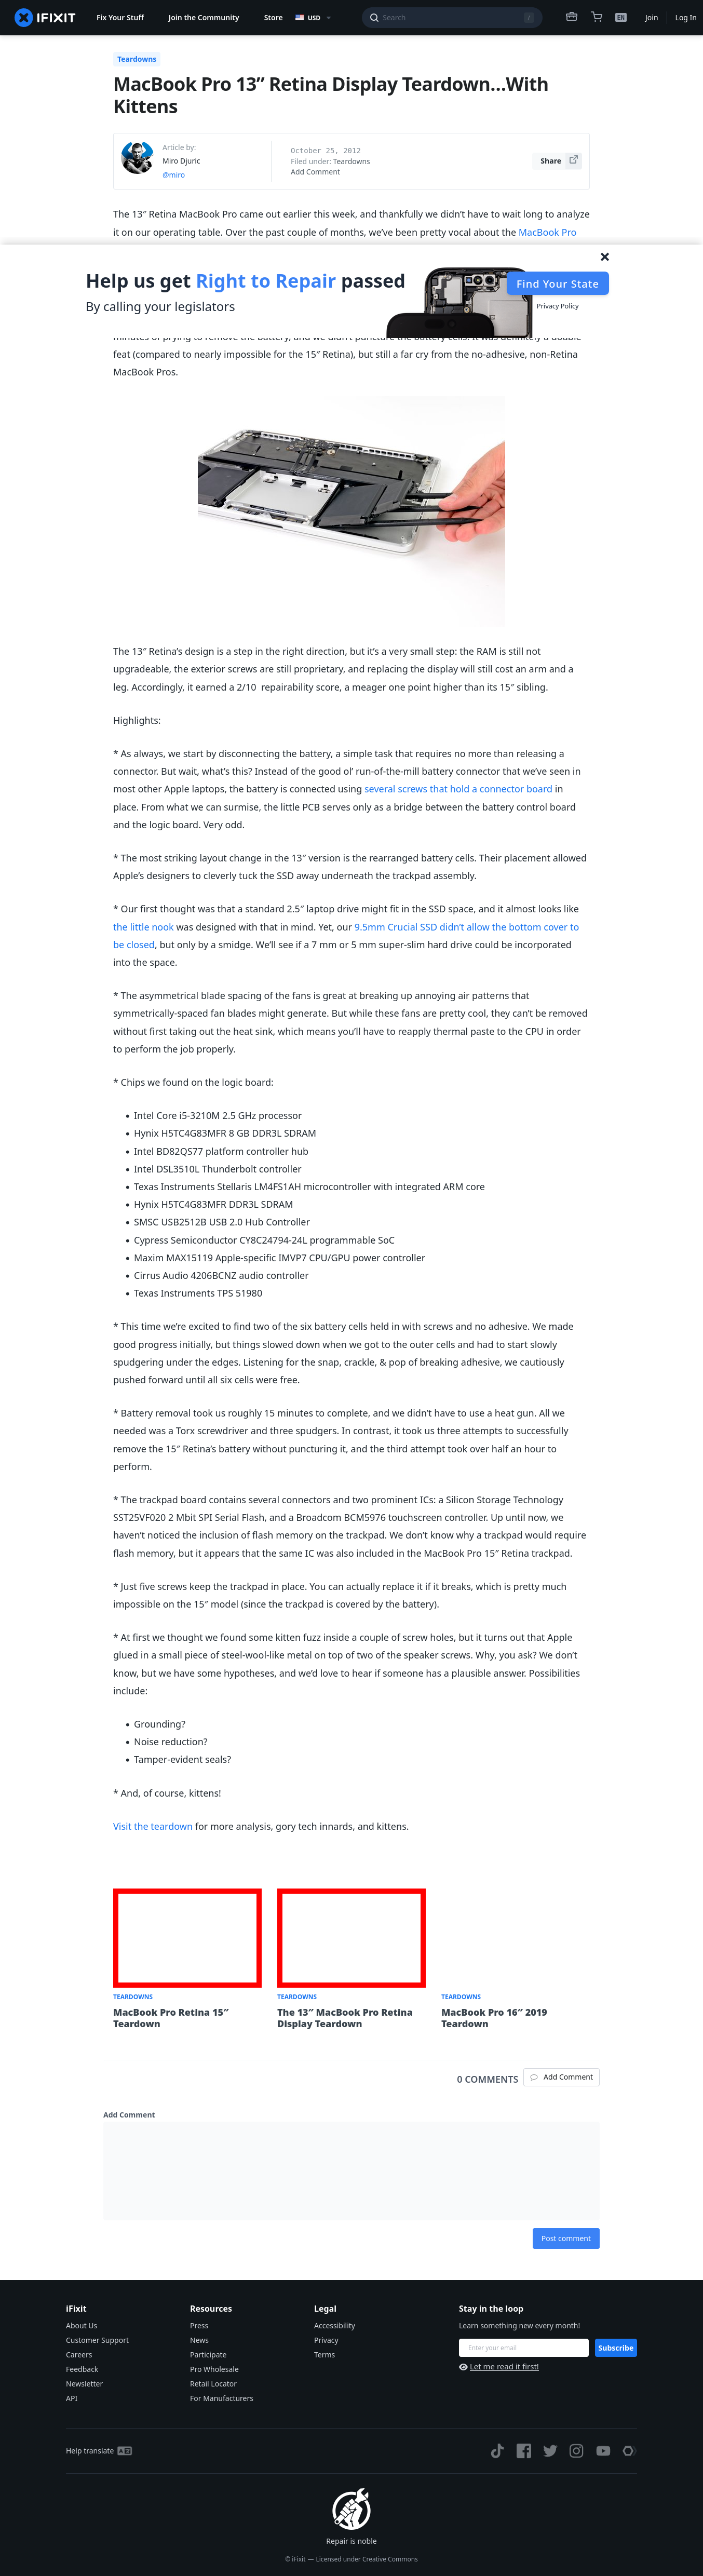 IFIXIT
Fix Your Stuff
Join the Community
Store
USD
Search
/
EN
Join
Log In
Teardowns
MacBook Pro 13” Retina Display Teardown…With
Kittens
Article by:
Miro Djuric
@miro
October 25, 2012
Filed under: Teardowns
Add Comment
Share
The 13″ Retina MacBook Pro came out earlier this week, and thankfully we didn’t have to wait long to analyze
it on our operating table. Over the past couple of months, we’ve been pretty vocal about the MacBook Pro
Help us get Right to Repair passed
By calling your legislators
Find Your State
Privacy Policy
minutes of prying to remove the battery, and we didn’t puncture the battery cells. It was definitely a doable
feat (compared to nearly impossible for the 15″ Retina), but still a far cry from the no-adhesive, non-Retina
MacBook Pros.
The 13″ Retina’s design is a step in the right direction, but it’s a very small step: the RAM is still not
upgradeable, the exterior screws are still proprietary, and replacing the display will still cost an arm and a
leg. Accordingly, it earned a 2/10 repairability score, a meager one point higher than its 15″ sibling.
Highlights:
* As always, we start by disconnecting the battery, a simple task that requires no more than releasing a
connector. But wait, what’s this? Instead of the good ol’ run-of-the-mill battery connector that we’ve seen in
most other Apple laptops, the battery is connected using several screws that hold a connector board in
place. From what we can surmise, the little PCB serves only as a bridge between the battery control board
and the logic board. Very odd.
* The most striking layout change in the 13″ version is the rearranged battery cells. Their placement allowed
Apple’s designers to cleverly tuck the SSD away underneath the trackpad assembly.
* Our first thought was that a standard 2.5″ laptop drive might fit in the SSD space, and it almost looks like
the little nook was designed with that in mind. Yet, our 9.5mm Crucial SSD didn’t allow the bottom cover to
be closed, but only by a smidge. We’ll see if a 7 mm or 5 mm super-slim hard drive could be incorporated
into the space.
* The asymmetrical blade spacing of the fans is great at breaking up annoying air patterns that
symmetrically-spaced fan blades might generate. But while these fans are pretty cool, they can’t be removed
without first taking out the heat sink, which means you’ll have to reapply thermal paste to the CPU in order
to perform the job properly.
* Chips we found on the logic board:
• Intel Core i5-3210M 2.5 GHz processor
• Hynix H5TC4G83MFR 8 GB DDR3L SDRAM
• Intel BD82QS77 platform controller hub
• Intel DSL3510L Thunderbolt controller
• Texas Instruments Stellaris LM4FS1AH microcontroller with integrated ARM core
• Hynix H5TC4G83MFR DDR3L SDRAM
• SMSC USB2512B USB 2.0 Hub Controller
• Cypress Semiconductor CY8C24794-24L programmable SoC
• Maxim MAX15119 Apple-specific IMVP7 CPU/GPU power controller
• Cirrus Audio 4206BCNZ audio controller
• Texas Instruments TPS 51980
* This time we’re excited to find two of the six battery cells held in with screws and no adhesive. We made
good progress initially, but things slowed down when we got to the outer cells and had to start slowly
spudgering under the edges. Listening for the snap, crackle, & pop of breaking adhesive, we cautiously
pushed forward until all six cells were free.
* Battery removal took us roughly 15 minutes to complete, and we didn’t have to use a heat gun. All we
needed was a Torx screwdriver and three spudgers. In contrast, it took us three attempts to successfully
remove the 15″ Retina’s battery without puncturing it, and the third attempt took over half an hour to
perform.
* The trackpad board contains several connectors and two prominent ICs: a Silicon Storage Technology
SST25VF020 2 Mbit SPI Serial Flash, and a Broadcom BCM5976 touchscreen controller. Up until now, we
haven’t noticed the inclusion of flash memory on the trackpad. We don’t know why a trackpad would require
flash memory, but it appears that the same IC was also included in the MacBook Pro 15″ Retina trackpad.
* Just five screws keep the trackpad in place. You can actually replace it if it breaks, which is pretty much
impossible on the 15″ model (since the trackpad is covered by the battery).
* At first we thought we found some kitten fuzz inside a couple of screw holes, but it turns out that Apple
glued in a small piece of steel-wool-like metal on top of two of the speaker screws. Why, you ask? We don’t
know, but we have some hypotheses, and we’d love to hear if someone has a plausible answer. Possibilities
include:
• Grounding?
• Noise reduction?
• Tamper-evident seals?
* And, of course, kittens!
Visit the teardown for more analysis, gory tech innards, and kittens.
TEARDOWNS
MacBook Pro Retina 15″
Teardown
TEARDOWNS
The 13″ MacBook Pro Retina
Display Teardown
TEARDOWNS
MacBook Pro 16″ 2019
Teardown
0 COMMENTS
Add Comment
Add Comment
Post comment
iFixit
About Us
Customer Support
Careers
Feedback
Newsletter
API
Resources
Press
News
Participate
Pro Wholesale
Retail Locator
For Manufacturers
Legal
Accessibility
Privacy
Terms
Stay in the loop
Learn something new every month!
Enter your email
Subscribe
Let me read it first!
Help translate
Repair is noble
© iFixit — Licensed under Creative Commons